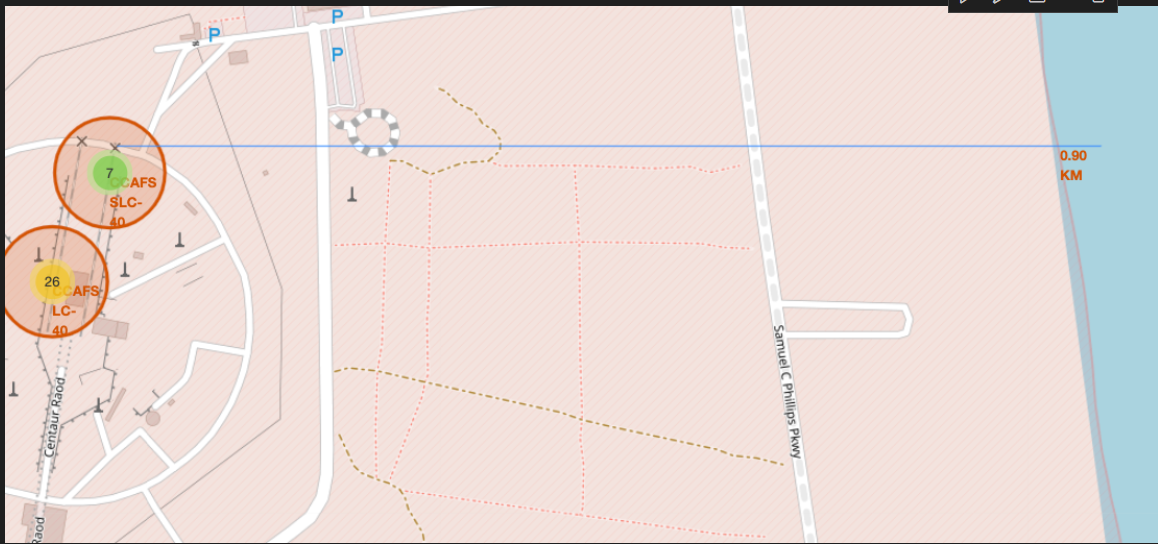 P
P
P
0.90
KM
7
CCAFS
SLC-
40
26
CCAFS
LC-
40
Samuel C Phillips Pkwy
Centaur Raod
Raod